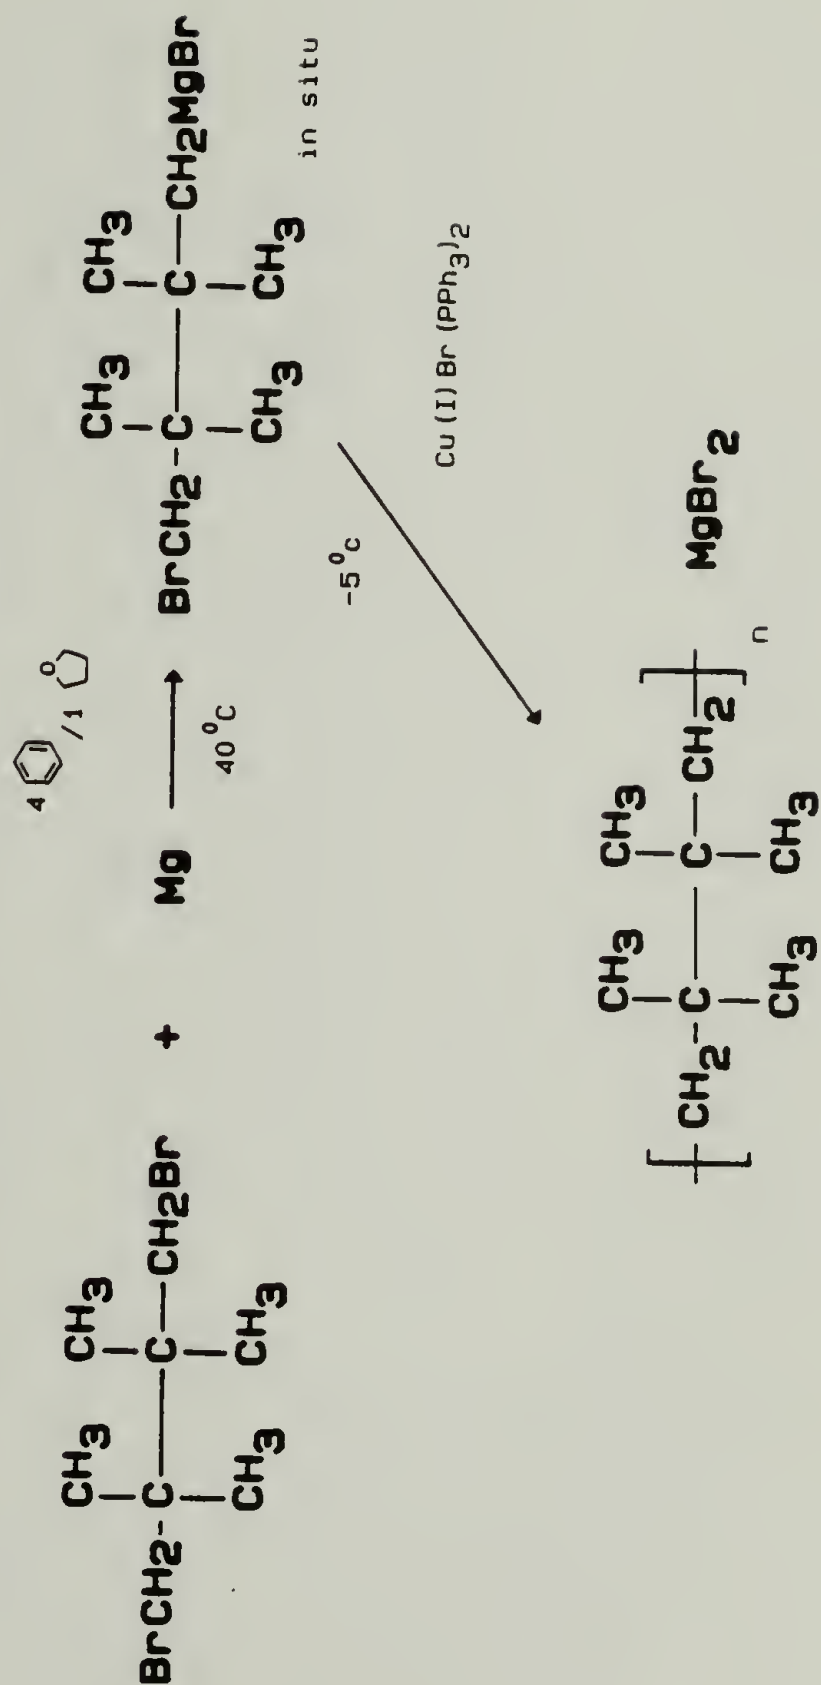 4 /1 O
CH3 CH3 CH3 CH3
BrCH2-C—C—CH2Br + Mg 40°C BrCH2-C—C—CH2MgBr
CH3 CH3 CH3 CH3
in situ
-5°C Cu(I)Br(PPh3)2
CH3 CH3
[CH2-C—C—CH2]n MgBr2
CH3 CH3